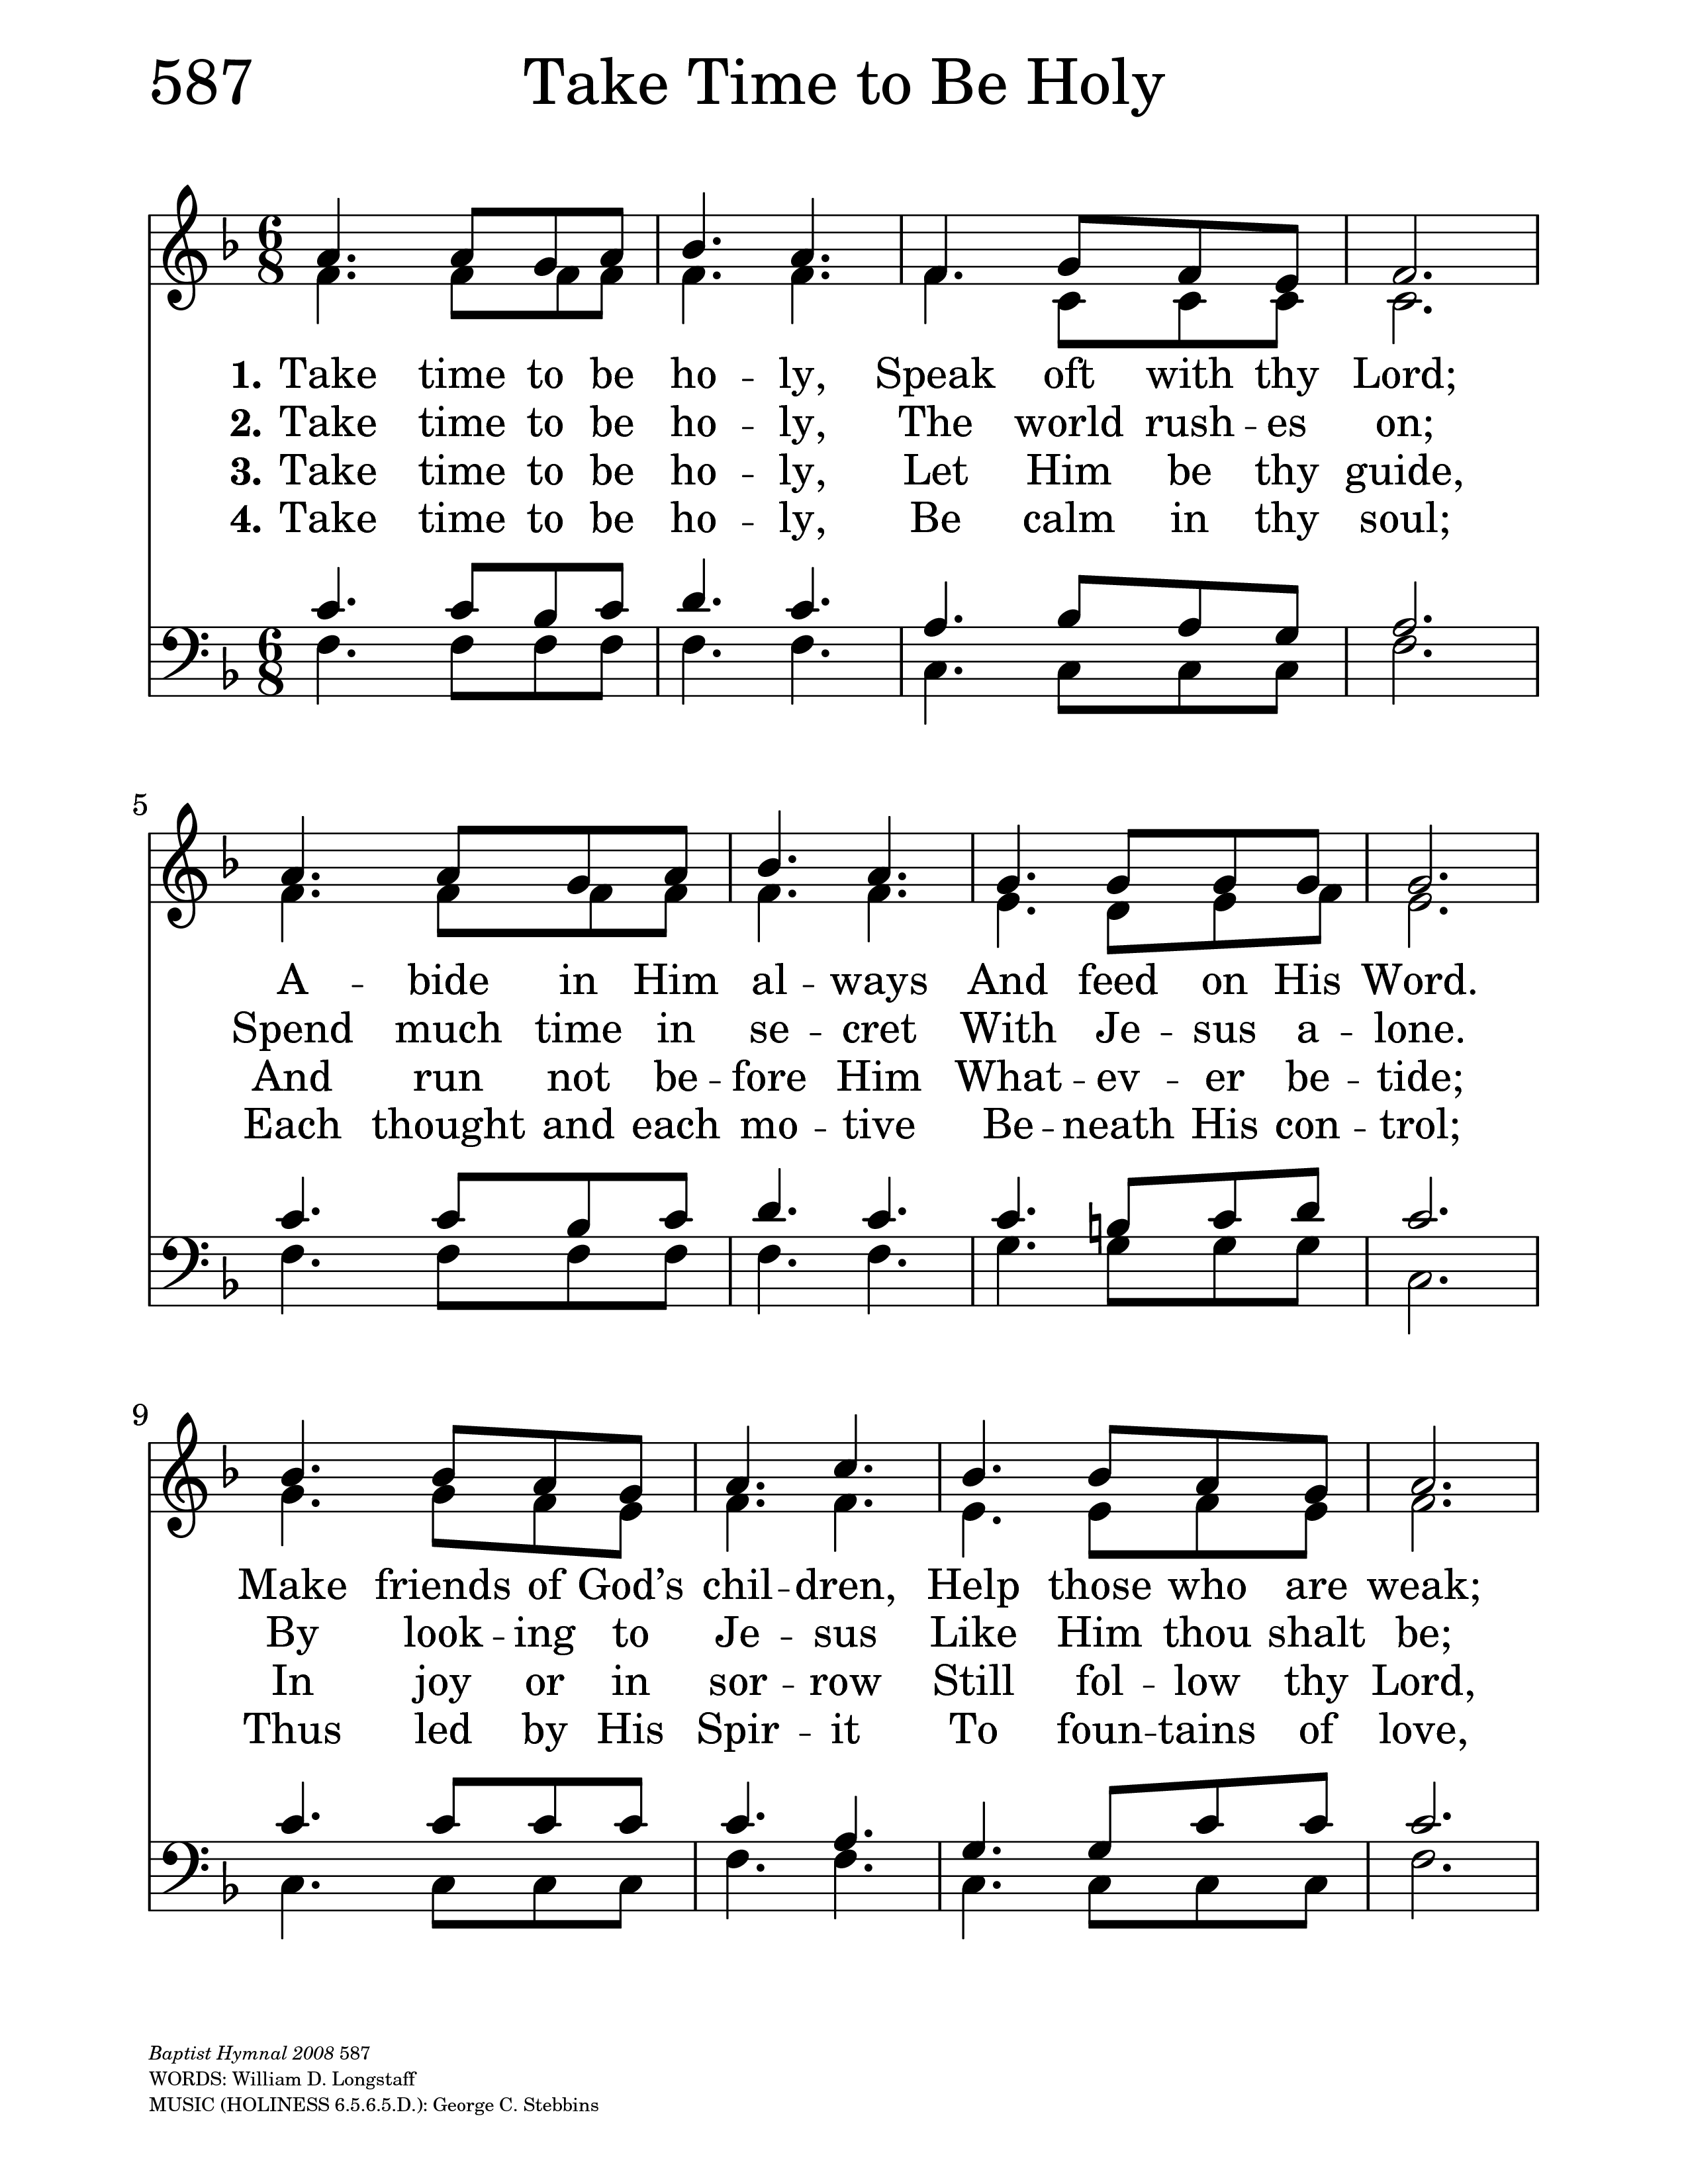 587 Take Time to Be Holy
1. Take time to be ho - ly, Speak oft with thy Lord;
2. Take time to be ho - ly, The world rush - es on;
3. Take time to be ho - ly, Let Him be thy guide,
4. Take time to be ho - ly, Be calm in thy soul;
5
A - bide in Him al - ways And feed on His Word.
Spend much time in se - cret With Je - sus a - lone.
And run not be - fore Him What - ev - er be - tide;
Each thought and each mo - tive Be - neath His con - trol;
9
Make friends of God’s chil - dren, Help those who are weak;
By look - ing to Je - sus Like Him thou shalt be;
In joy or in sor - row Still fol - low thy Lord,
Thus led by His Spir - it To foun - tains of love,
Baptist Hymnal 2008 587
WORDS: William D. Longstaff
MUSIC (HOLINESS 6.5.6.5.D.): George C. Stebbins